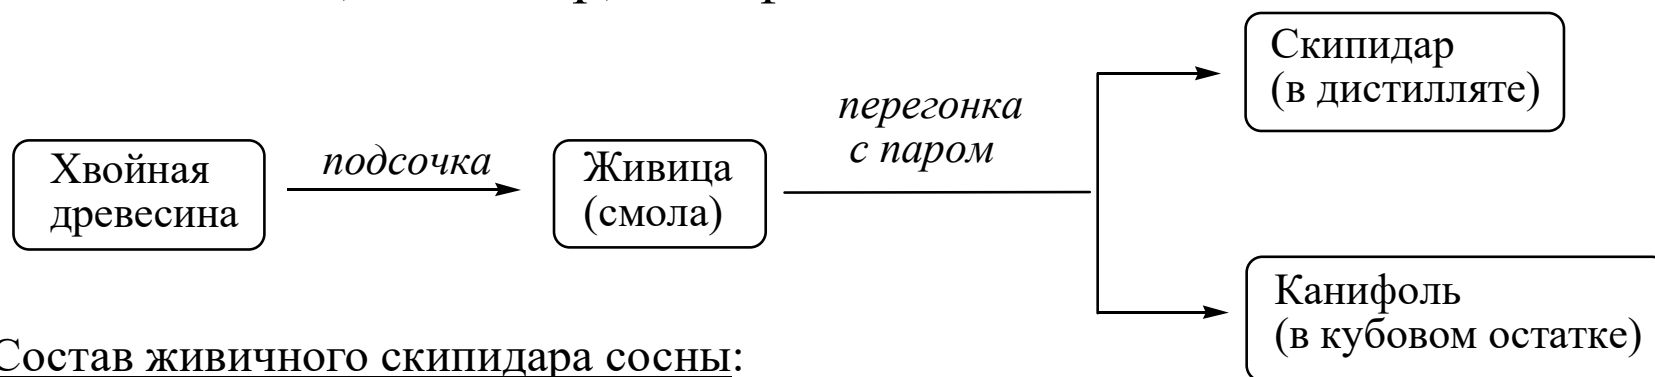 Хвойная
древесина
подсочка
Живица
(смола)
перегонка
с паром
Скипидар
(в дистилляте)
Канифоль
(в кубовом остатке)
Состав живичного скипидара сосны: